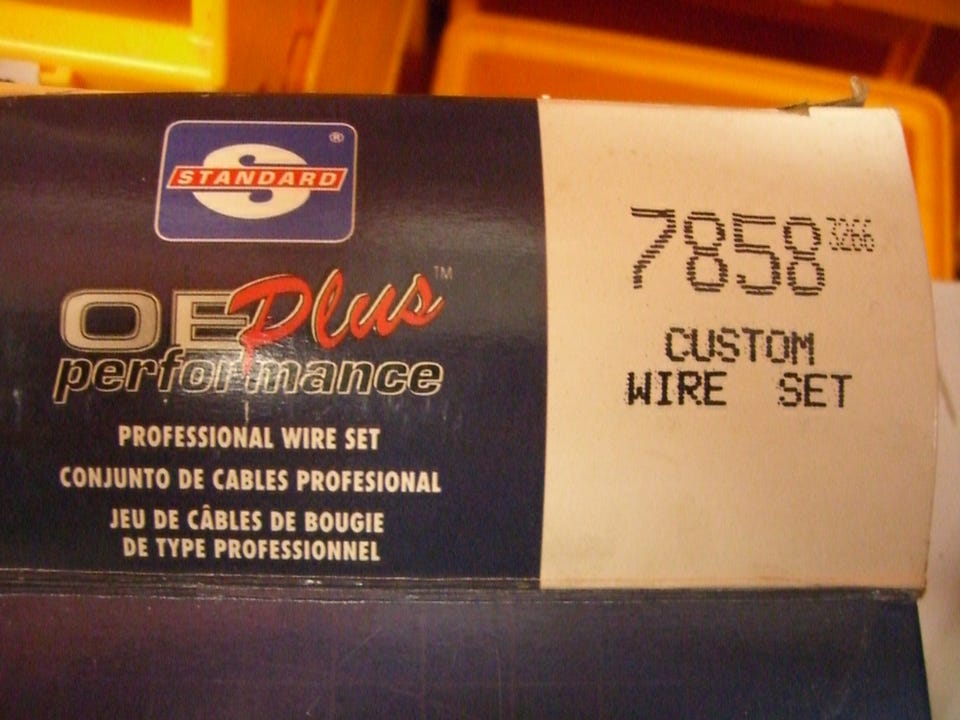 STANDARD®
OE Plus™
performance
PROFESSIONAL WIRE SET
CONJUNTO DE CABLES PROFESIONAL
JEU DE CÂBLES DE BOUGIE
DE TYPE PROFESSIONNEL
7858 3266
CUSTOM
WIRE SET